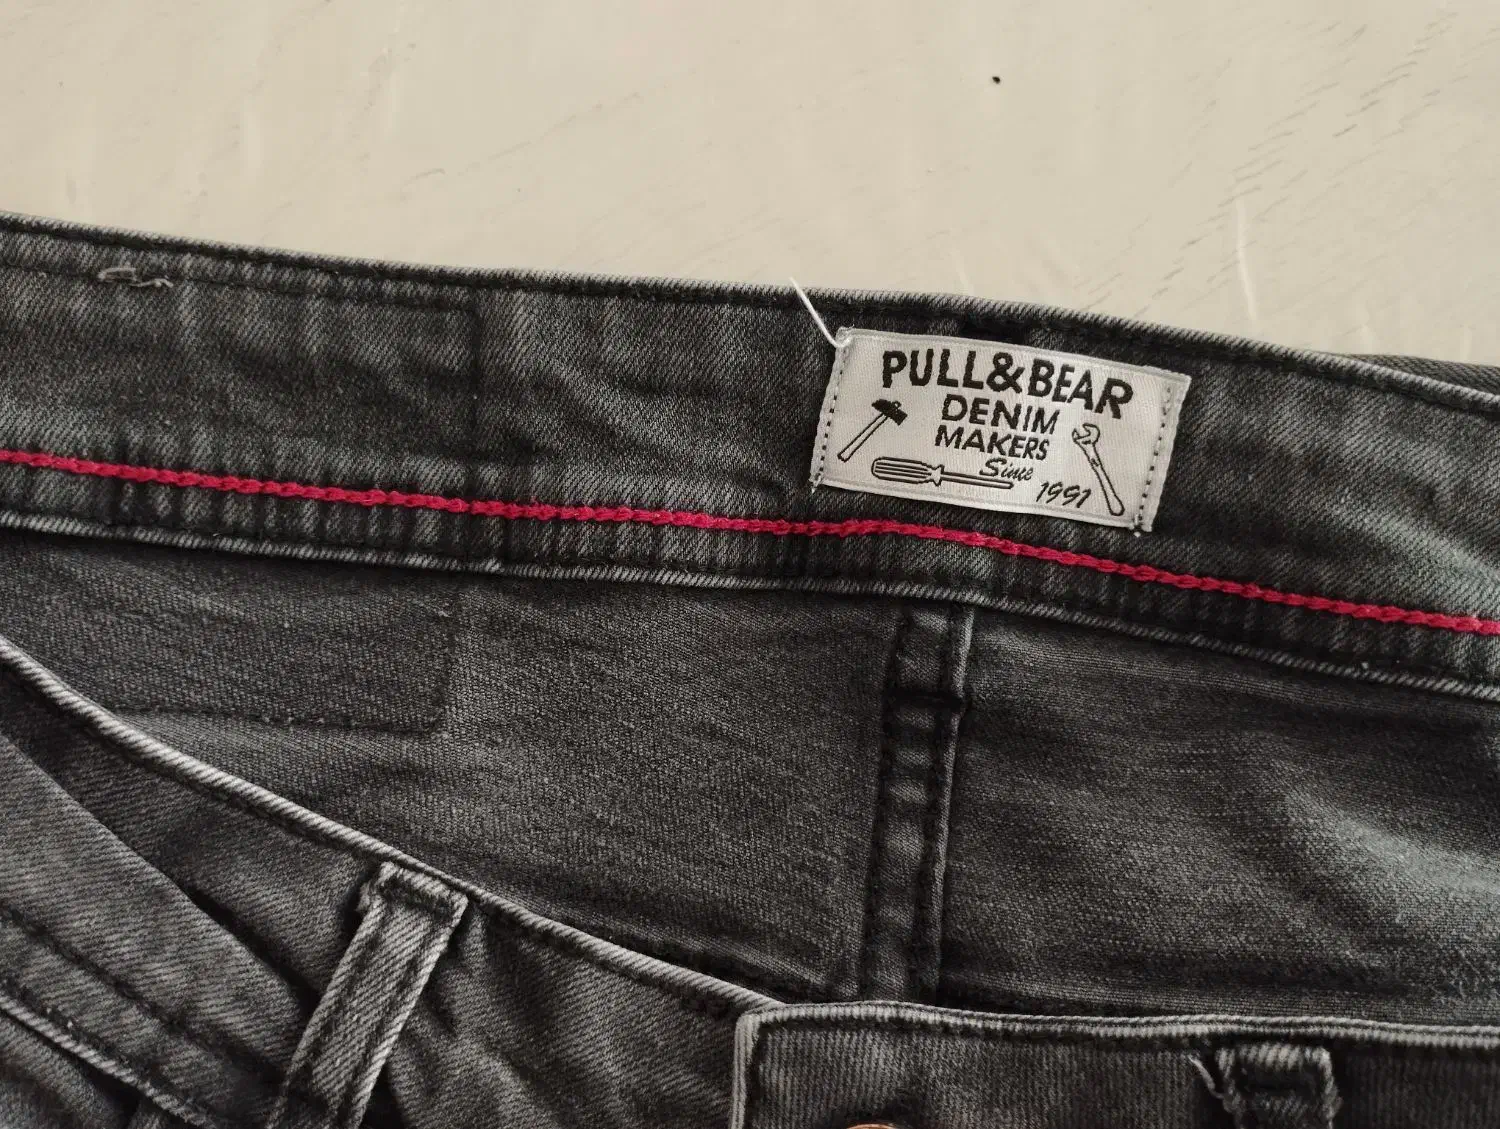 PULL&BEAR
DENIM
MAKERS
Since
1991